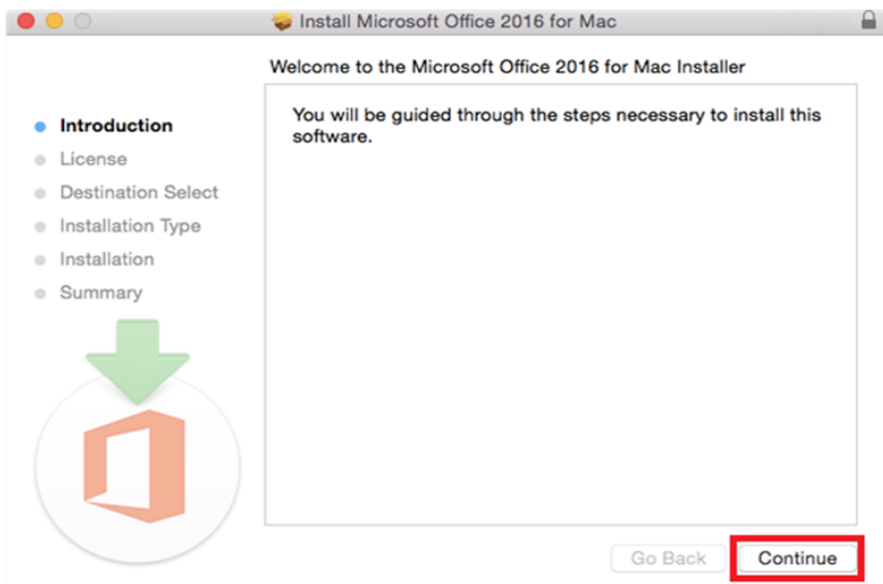 Install Microsoft Office 2016 for Mac
Welcome to the Microsoft Office 2016 for Mac Installer
Introduction
License
Destination Select
Installation Type
Installation
Summary
You will be guided through the steps necessary to install this
software.
Go Back
Continue